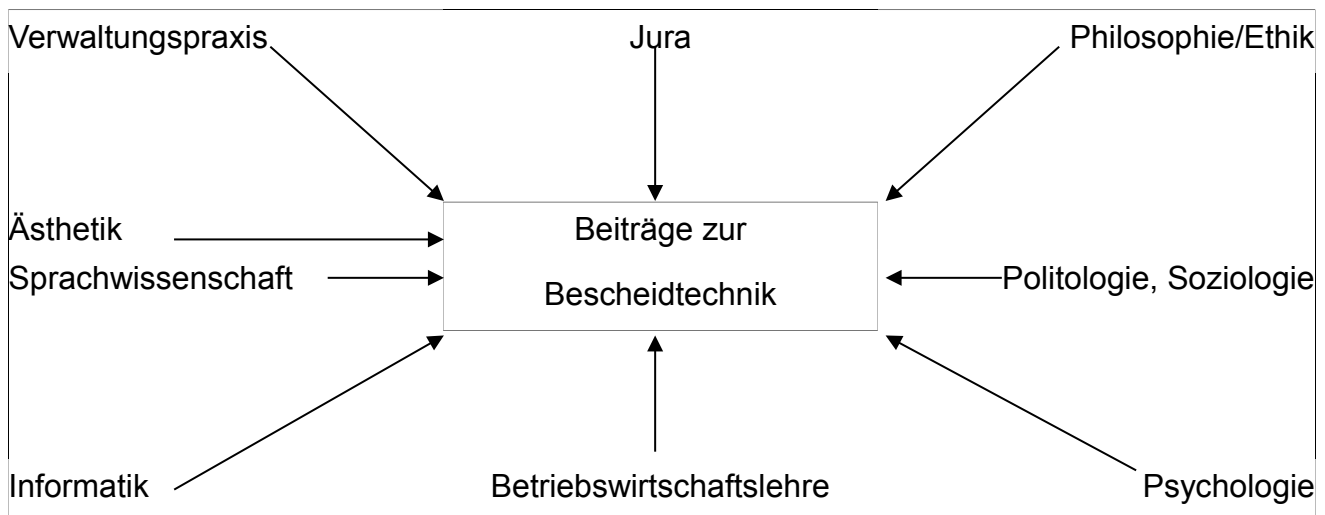 Verwaltungspraxis Jura Philosophie/Ethik
Ästhetik Beiträge zur
Sprachwissenschaft Bescheidtechnik Politologie, Soziologie
Informatik Betriebswirtschaftslehre Psychologie